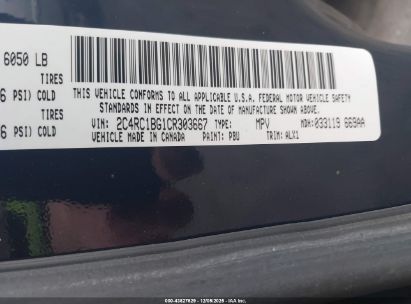 6050 LB
TIRES
6 PSI) COLD
TIRES
6 PSI) COLD
THIS VEHICLE CONFORMS TO ALL APPLICABLE U.S.A. FEDERAL MOTOR VEHICLE SAFETY
STANDARDS IN EFFECT ON THE DATE OF MANUFACTURE SHOWN ABOVE.
VIN: 2C4RC1BG1CR303667 TYPE: MPV MDH:033119 669AA
VEHICLE MADE IN CANADA PAINT: PBU TRIM: ALX1